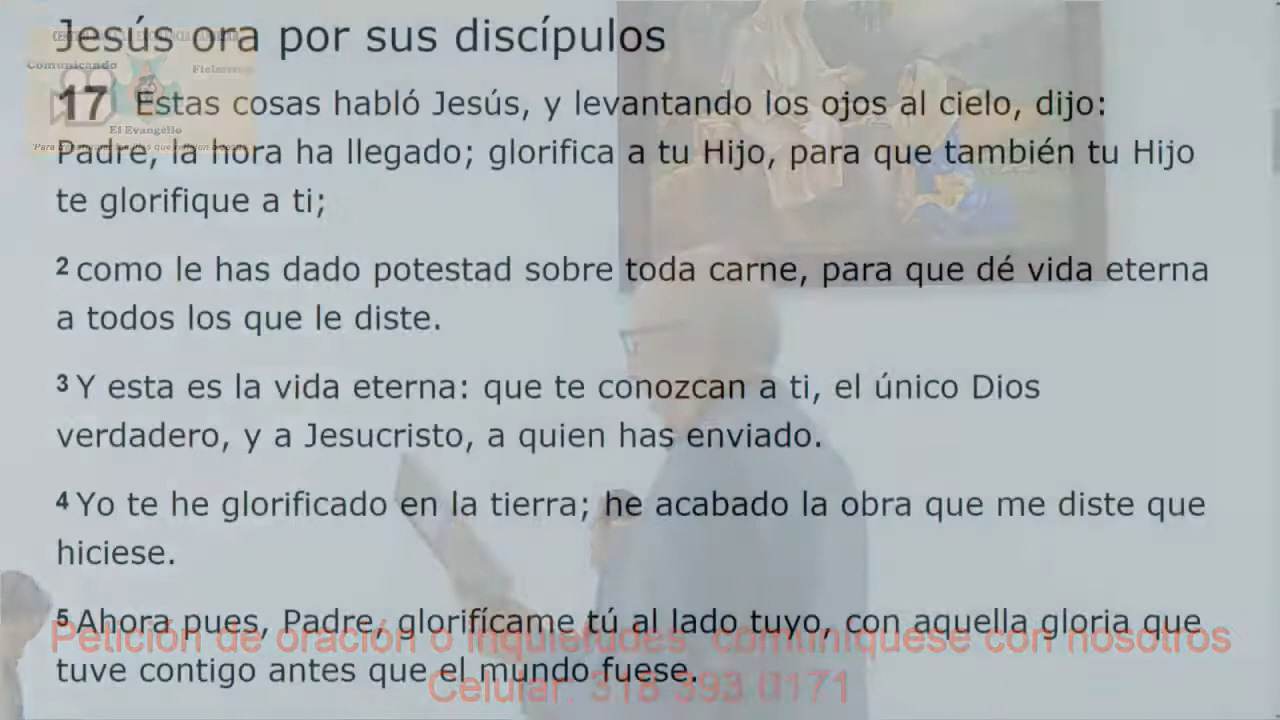 Jesús ora por sus discípulos
Comunicando
17 Estas cosas habló Jesús, y levantando los ojos al cielo, dijo:
El Evangelio
Padre, la hora ha llegado; glorifica a tu Hijo, para que también tu Hijo
te glorifique a ti;
2 como le has dado potestad sobre toda carne, para que dé vida eterna
a todos los que le diste.
3 Y esta es la vida eterna: que te conozcan a ti, el único Dios
verdadero, y a Jesucristo, a quien has enviado.
4 Yo te he glorificado en la tierra; he acabado la obra que me diste que
hiciese.
5 Ahora pues, Padre, glorifícame tú al lado tuyo, con aquella gloria que
Petición de oración o inquietudes, comuníquese con nosotros
tuve contigo antes que el mundo fuese.
Celular: 318 393 0171